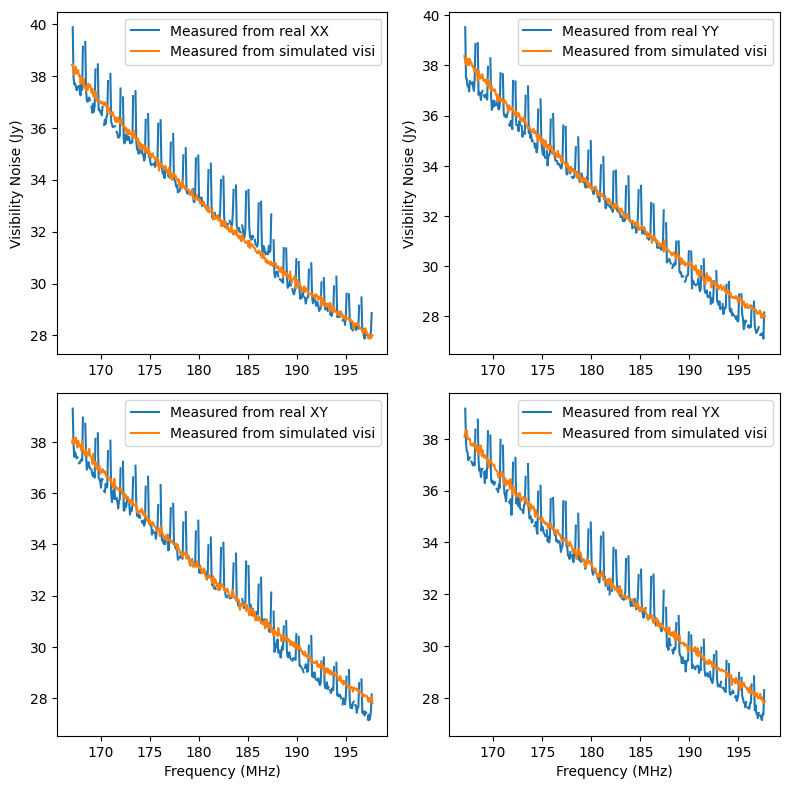 Measured from real XX
Measured from simulated visi
Visibility Noise (Jy)
40
38
36
34
32
30
28
170 175 180 185 190 195
Measured from real YY
Measured from simulated visi
Visibility Noise (Jy)
40
38
36
34
32
30
28
170 175 180 185 190 195
Measured from real XY
Measured from simulated visi
38
36
34
32
30
28
170 175 180 185 190 195
Frequency (MHz)
Measured from real YX
Measured from simulated visi
38
36
34
32
30
28
170 175 180 185 190 195
Frequency (MHz)